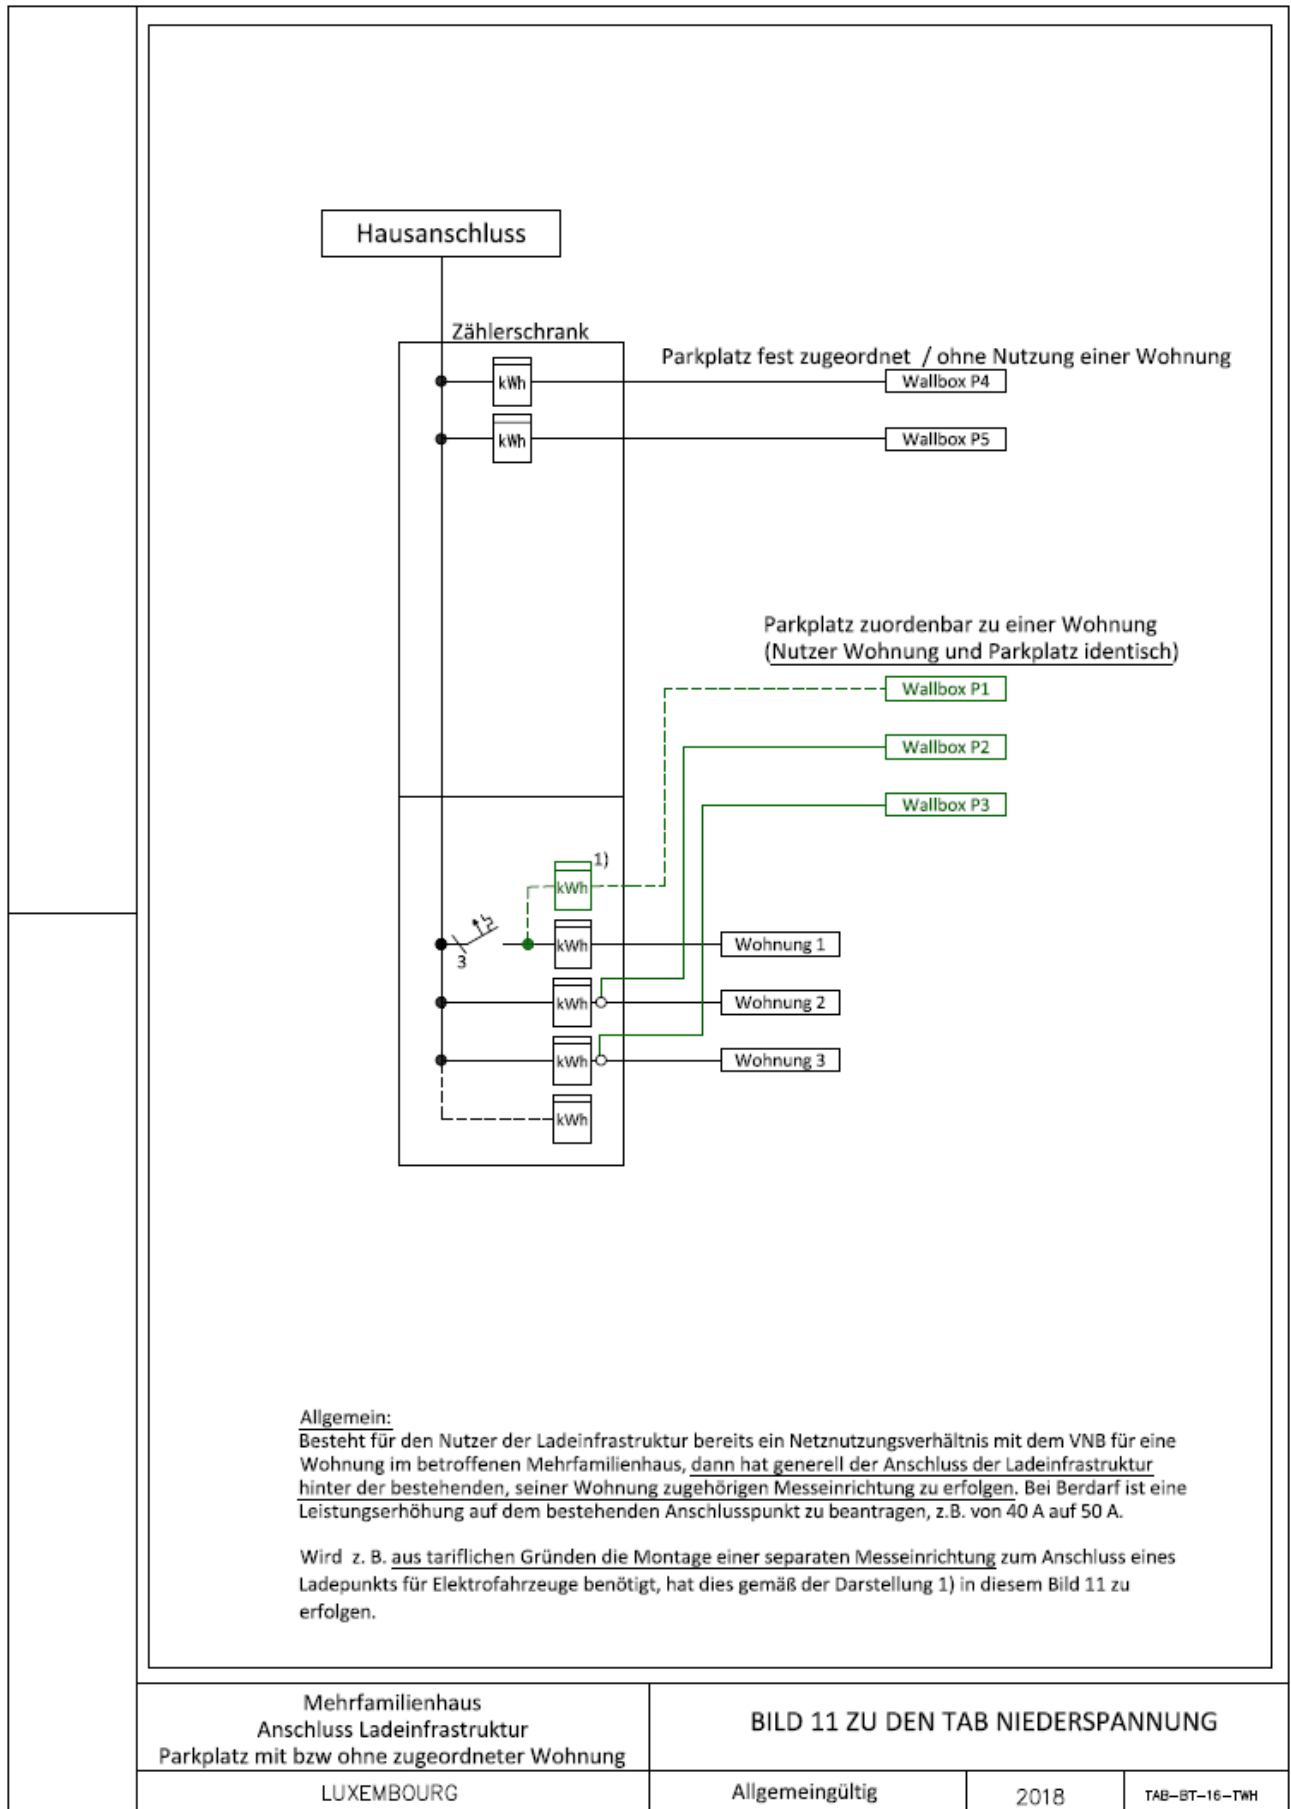 Hausanschluss
Zählerschrank
Parkplatz fest zugeordnet / ohne Nutzung einer Wohnung
kWh
Wallbox P4
kWh
Wallbox P5
Parkplatz zuordenbar zu einer Wohnung
(Nutzer Wohnung und Parkplatz identisch)
Wallbox P1
Wallbox P2
Wallbox P3
1)
kWh
3
kWh
Wohnung 1
kWh
Wohnung 2
kWh
Wohnung 3
kWh
Allgemein:
Besteht für den Nutzer der Ladeinfrastruktur bereits ein Netznutzungsverhältnis mit dem VNB für eine
Wohnung im betroffenen Mehrfamilienhaus, dann hat generell der Anschluss der Ladeinfrastruktur
hinter der bestehenden, seiner Wohnung zugehörigen Messeinrichtung zu erfolgen. Bei Berdarf ist eine
Leistungserhöhung auf dem bestehenden Anschlusspunkt zu beantragen, z.B. von 40 A auf 50 A.
Wird z. B. aus tariflichen Gründen die Montage einer separaten Messeinrichtung zum Anschluss eines
Ladepunkts für Elektrofahrzeuge benötigt, hat dies gemäß der Darstellung 1) in diesem Bild 11 zu
erfolgen.
Mehrfamilienhaus
Anschluss Ladeinfrastruktur
Parkplatz mit bzw ohne zugeordneter Wohnung
BILD 11 ZU DEN TAB NIEDERSPANNUNG
LUXEMBOURG
Allgemeingültig
2018
TAB-BT-16-TWH